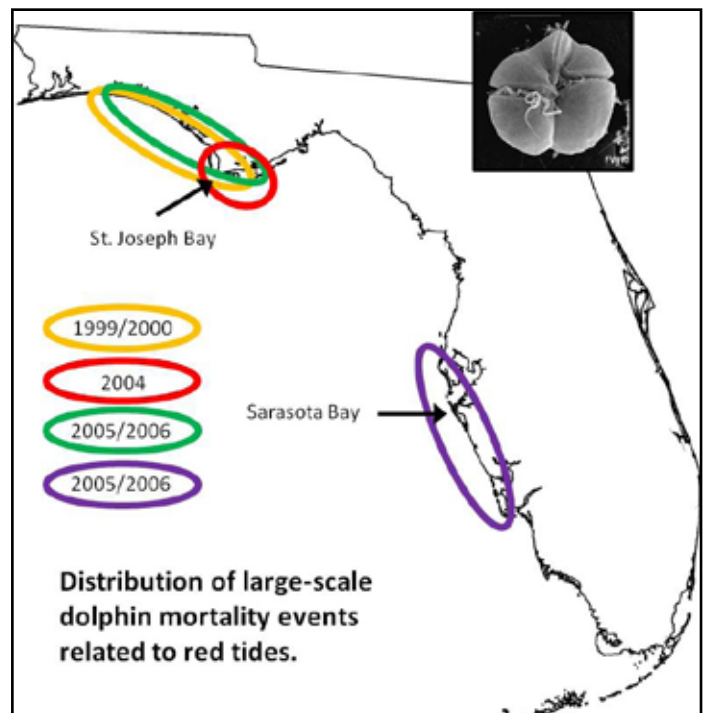 St. Joseph Bay
1999/2000
2004
Sarasota Bay
2005/2006
2005/2006
Distribution of large-scale
dolphin mortality events
related to red tides.